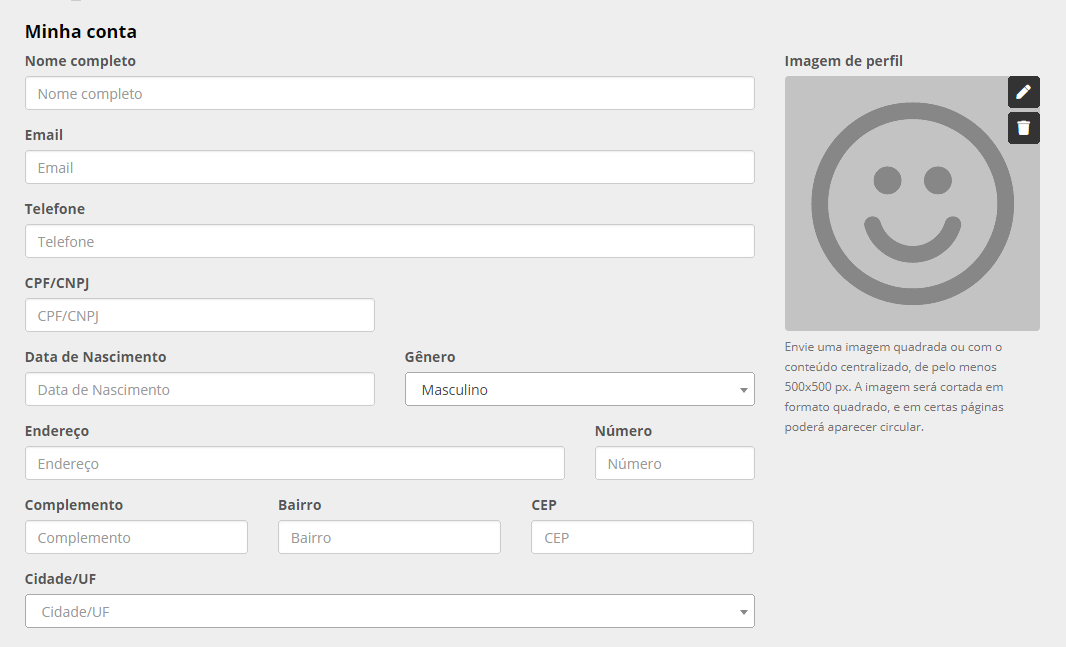 Minha conta
Nome completo
Nome completo
Email
Email
Telefone
Telefone
CPF/CNPJ
CPF/CNPJ
Data de Nascimento
Data de Nascimento
Gênero
Masculino
Endereço
Endereço
Número
Número
Complemento
Complemento
Bairro
Bairro
CEP
CEP
Cidade/UF
Cidade/UF
Imagem de perfil
Envie uma imagem quadrada ou com o
conteúdo centralizado, de pelo menos
500x500 px. A imagem será cortada em
formato quadrado, e em certas páginas
poderá aparecer circular.